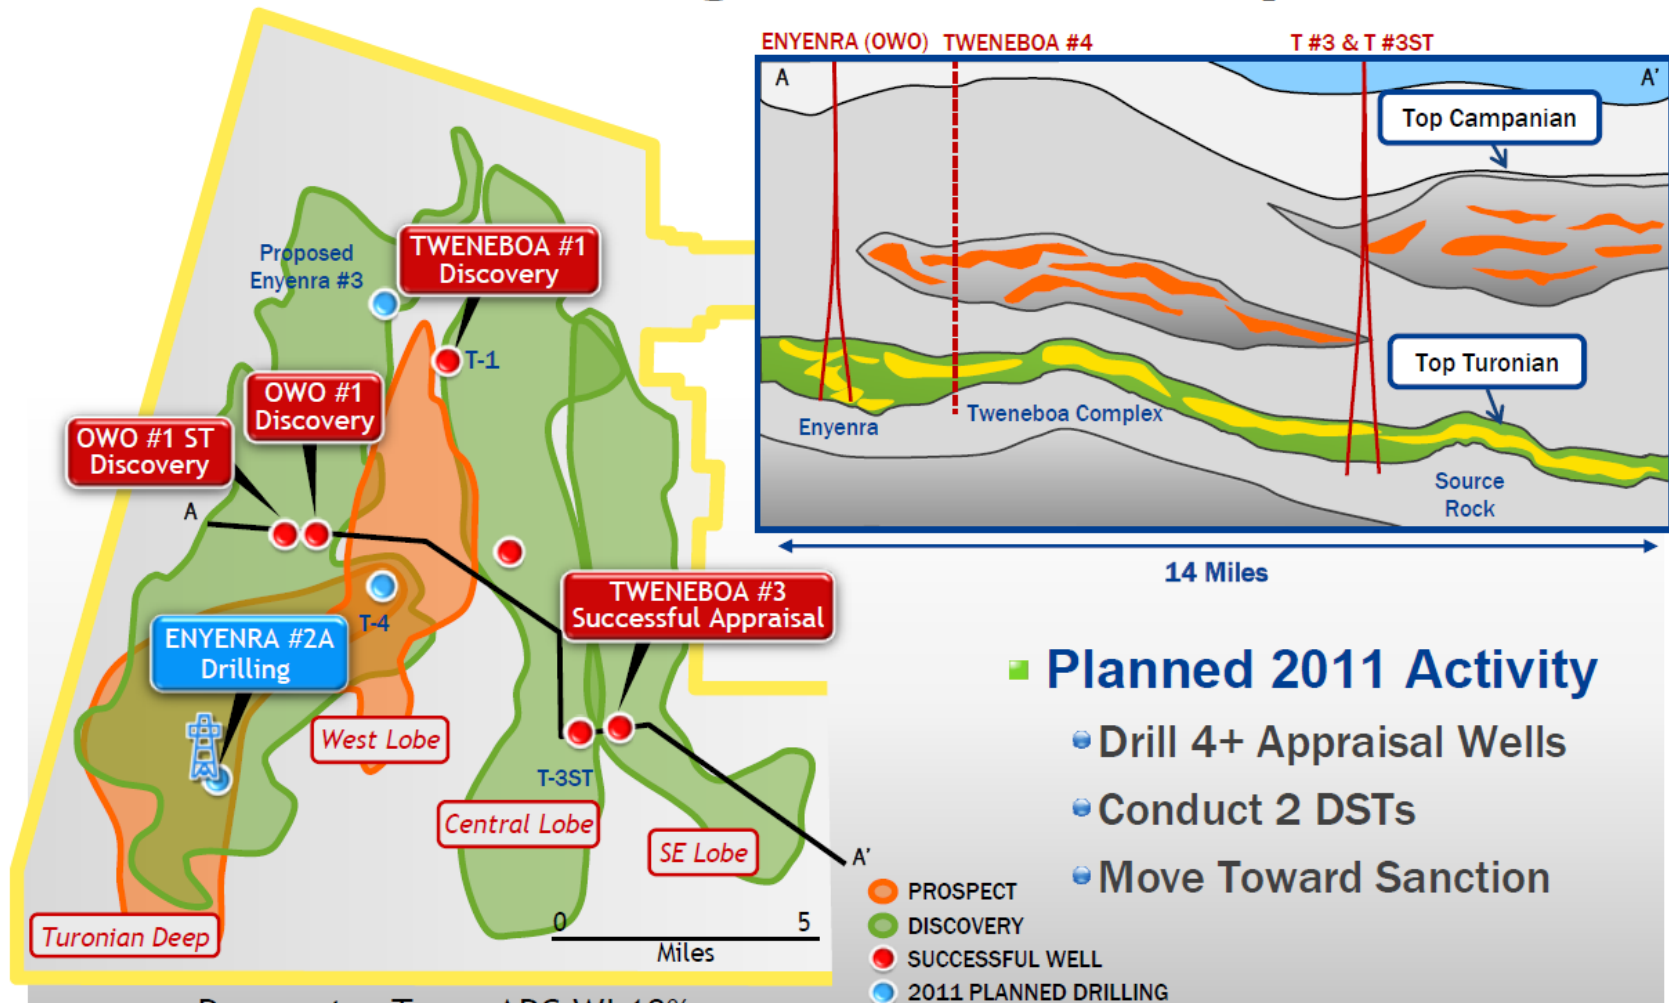 ENYENRA (OWO) TWENEBOA #4 T #3 & T #3ST
A A'
Top Campanian
Top Turonian
Enyenra
Tweneboa Complex
Source
Rock
14 Miles
Proposed
Enyenra #3
TWENEBOA #1
Discovery
T-1
OWO #1
Discovery
OWO #1 ST
Discovery
A
TWENEBOA #3
Successful Appraisal
T-4
ENYENRA #2A
Drilling
West Lobe
T-3ST
Central Lobe
SE Lobe
A'
Turonian Deep
0 5
Miles
Planned 2011 Activity
Drill 4+ Appraisal Wells
Conduct 2 DSTs
Move Toward Sanction
PROSPECT
DISCOVERY
SUCCESSFUL WELL
2011 PLANNED DRILLING